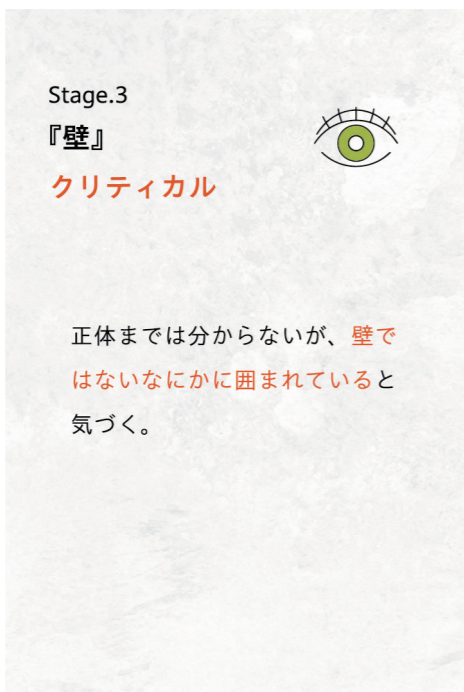 Stage.3
『壁』
クリティカル
正体までは分からないが、壁で
はないなにかに囲まれていると
気づく。